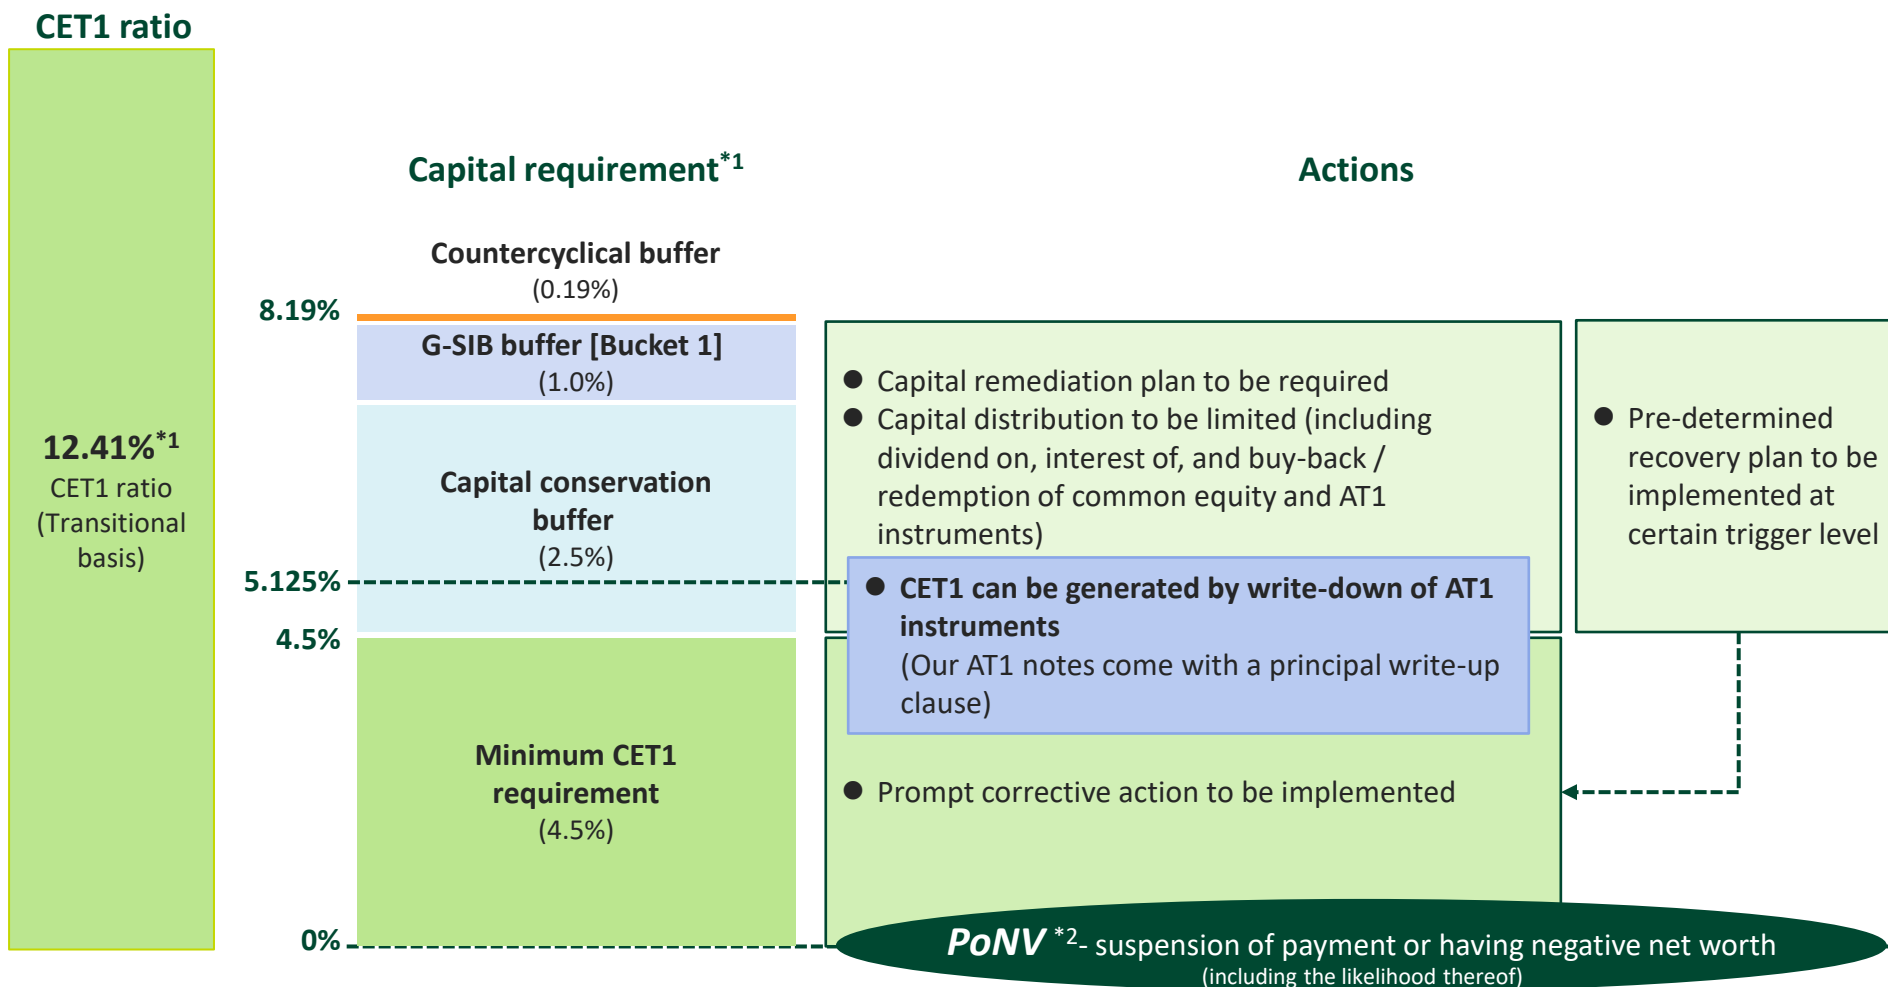 CET1 ratio
12.41%*1
CET1 ratio
(Transitional
basis)
Capital requirement*1
Actions
Countercyclical buffer
(0.19%)
8.19%
G-SIB buffer [Bucket 1]
(1.0%)
Capital conservation
buffer
(2.5%)
5.125%
4.5%
Minimum CET1
requirement
(4.5%)
0%
● Capital remediation plan to be required
● Capital distribution to be limited (including
dividend on, interest of, and buy-back /
redemption of common equity and AT1
instruments)
● CET1 can be generated by write-down of AT1
instruments
(Our AT1 notes come with a principal write-up
clause)
● Prompt corrective action to be implemented
● Pre-determined
recovery plan to be
implemented at
certain trigger level
PoNV *2- suspension of payment or having negative net worth
(including the likelihood thereof)